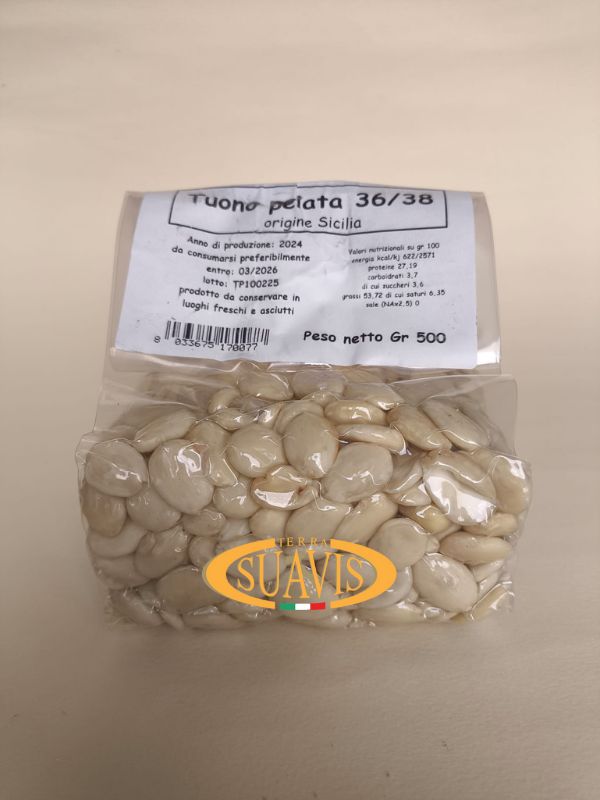 Tuono pelata 36/38
origine Sicilia
Anno di produzione: 2024
da consumarsi preferibilmente
entro: 03/2026
lotto: TP100225
prodotto da conservare in
luoghi freschi e asciutti
8 033675 170077
Valori nutrizionali su gr 100
energia kcal/kj 622/2571
proteine 27,19
carboidrati 3,7
di cui zuccheri 3,6
grassi 53,72 di cui saturi 6,35
sale (NAx2,5) 0
Peso netto Gr 500
TERRA
SUAVIS